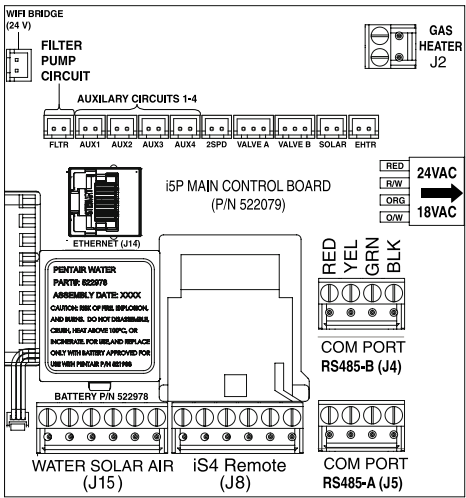 WIFI BRIDGE
(24 V)
FILTER
PUMP
CIRCUIT
GAS
HEATER
J2
AUXILARY CIRCUITS 1-4
FLTR AUX1 AUX2 AUX3 AUX4 2SPD VALVE A VALVE B SOLAR EHTR
RED
R/W
ORG
O/W
24VAC
18VAC
i5P MAIN CONTROL BOARD
(P/N 522079)
ETHERNET (J14)
PENTAIR WATER
PART#: 522978
ASSEMBLY DATE: XXXX
CAUTION: RISK OF FIRE, EXPLOSION,
AND BURNS. DO NOT DISASSEMBLE,
CRUSH, HEAT ABOVE 100°C, OR
INCINERATE. FOR USE, AND REPLACE
ONLY WITH BATTERY APPROVED FOR
USE WITH PENTAIR P/N 521966
BATTERY P/N 522978
RED YEL GRN BLK
COM PORT
RS485-B (J4)
WATER SOLAR AIR
(J15)
iS4 Remote
(J8)
COM PORT
RS485-A (J5)